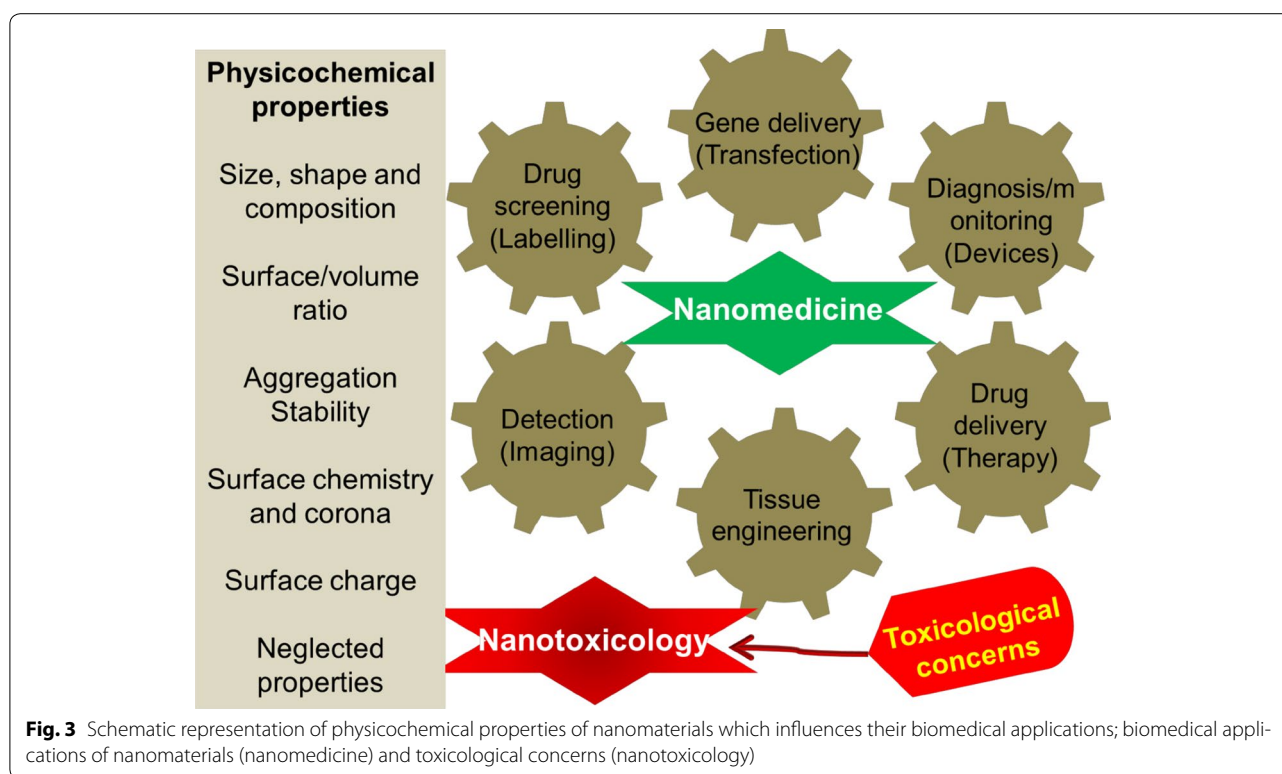 Physicochemical
properties
Size, shape and
composition
Surface/volume
ratio
Aggregation
Stability
Surface chemistry
and corona
Surface charge
Neglected
properties
Drug
screening
(Labelling)
Gene delivery
(Transfection)
Diagnosis/m
onitoring
(Devices)
Nanomedicine
Detection
(Imaging)
Tissue
engineering
Drug
delivery
(Therapy)
Nanotoxicology
Toxicological
concerns
Fig. 3 Schematic representation of physicochemical properties of nanomaterials which influences their biomedical applications; biomedical appli-
cations of nanomaterials (nanomedicine) and toxicological concerns (nanotoxicology)